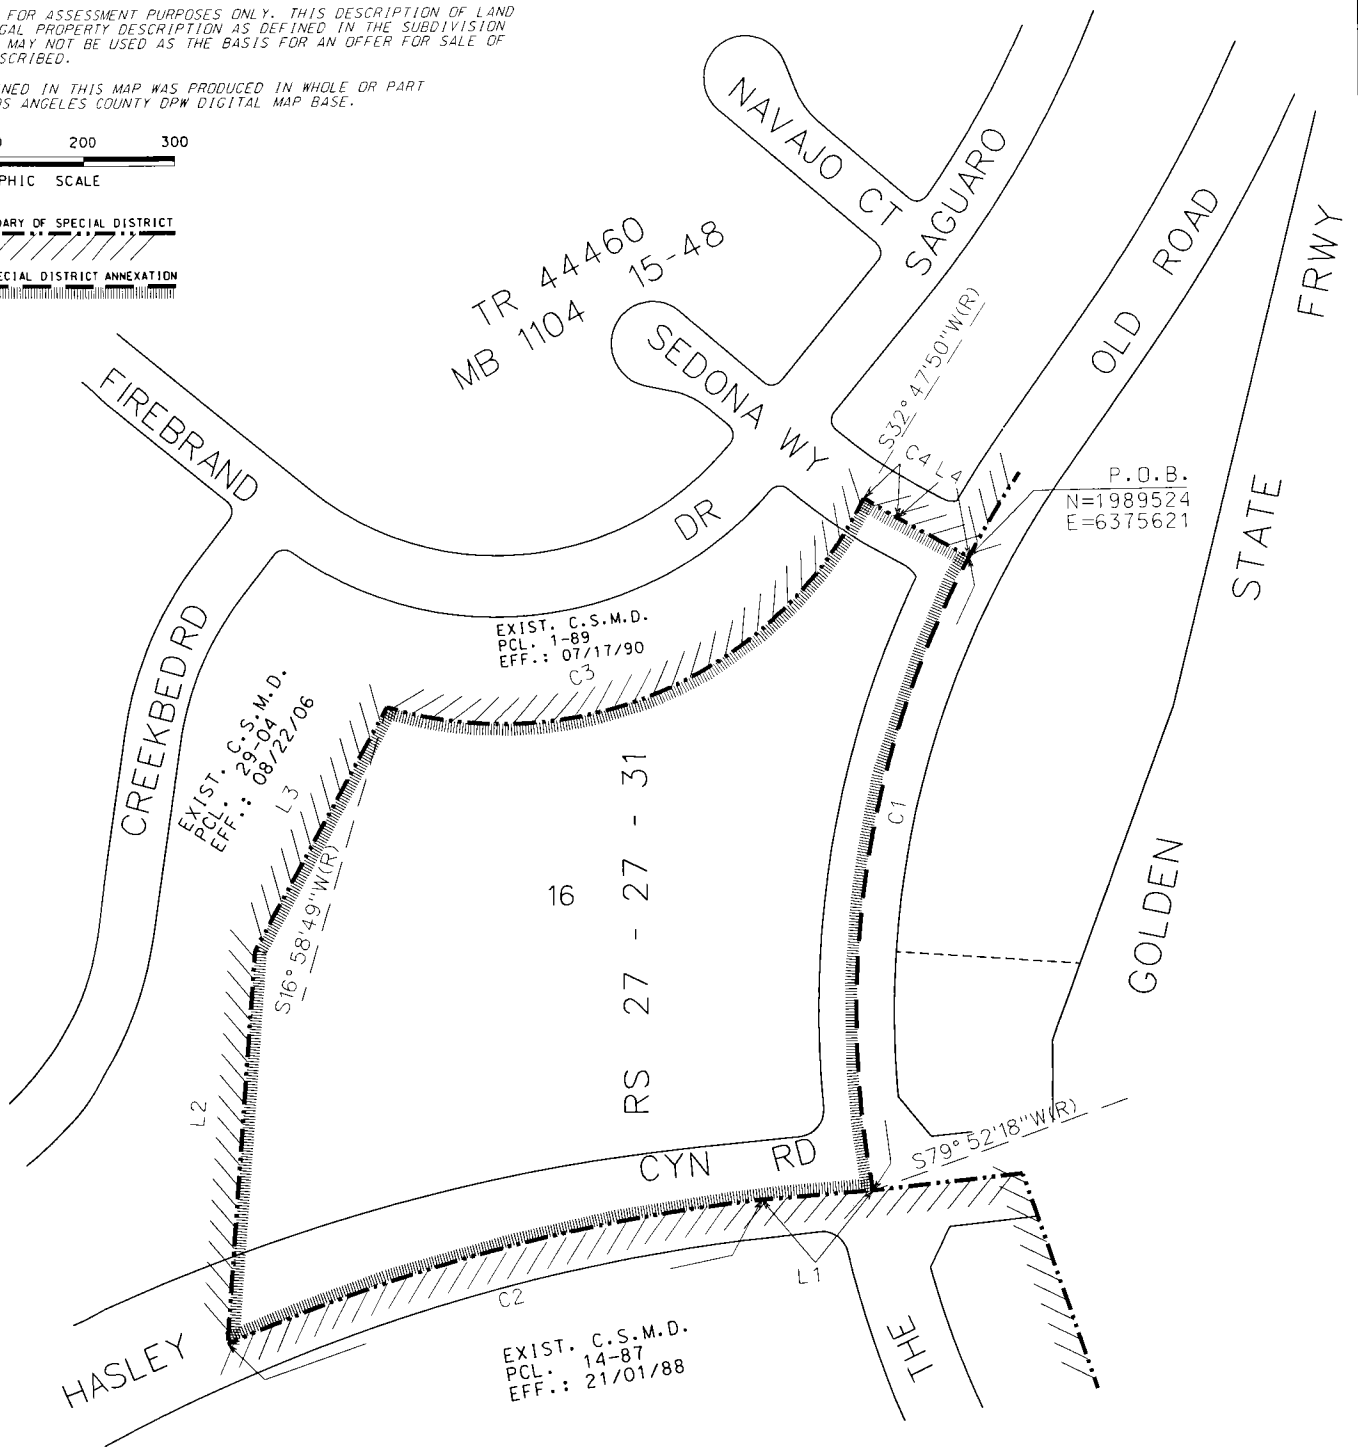 FOR ASSESSMENT PURPOSES ONLY. THIS DESCRIPTION OF LAND
GAL PROPERTY DESCRIPTION AS DEFINED IN THE SUBDIVISION
MAY NOT BE USED AS THE BASIS FOR AN OFFER FOR SALE OF
SCRIBED.
NED IN THIS MAP WAS PRODUCED IN WHOLE OR PART
OS ANGELES COUNTY DPW DIGITAL MAP BASE.
200 300
PHIC SCALE
DARY OF SPECIAL DISTRICT
ECIAL DISTRICT ANNEXATION
NAVAJO CT
SAGUARO
TR 44460
MB 1104 15-48
SEDONA WY
OLD ROAD
FRWY
STATE
GOLDEN
FIREBRAND
DR
S32°47'50"W(R)
C4 L4
P.O.B.
N=1989524
E=6375621
CREEKBED RD
EXIST. C.S.M.D.
PCL. 1-89
EFF.: 07/17/90
C3
EXIST. C.S.M.D.
PCL. 29-04
EFF.: 08/22/06
L3
S16°58'49"W(R)
16
RS 27 - 27 - 31
C1
L2
CYN RD
S79°52'18"W(R)
L1
C2
HASLEY
EXIST. C.S.M.D.
PCL. 14-87
EFF.: 21/01/88
THE